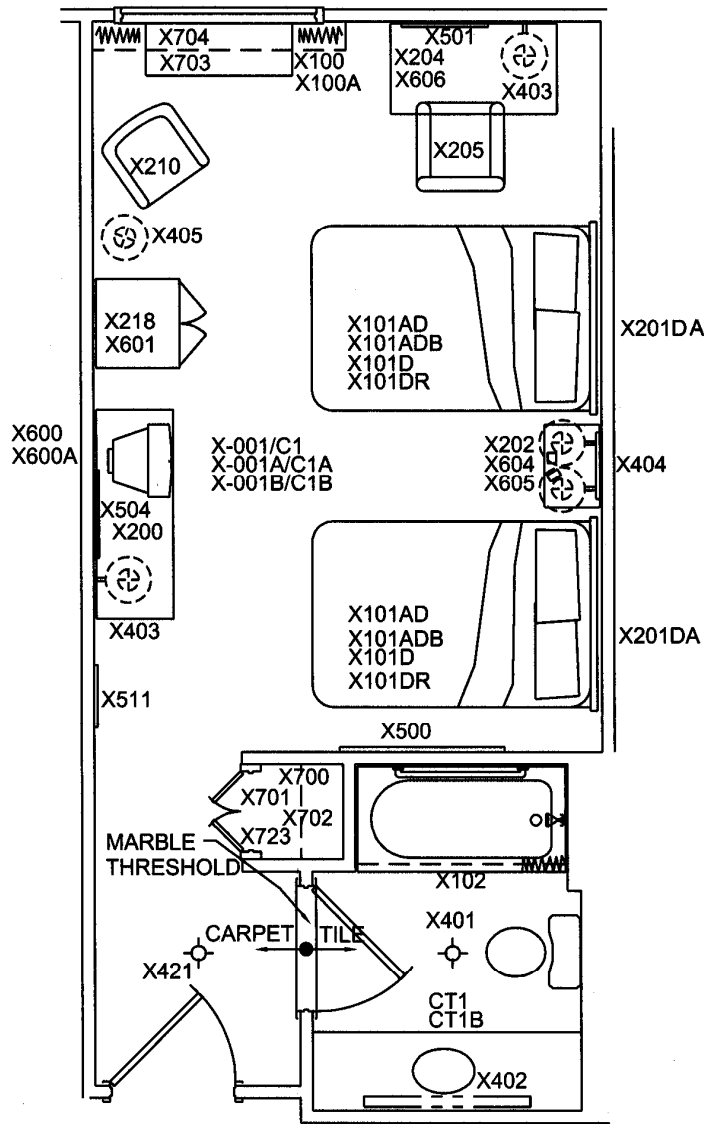 X704
X703
X100
X100A
X501
X204
X606
X403
X210
X205
X405
X218
X601
X101AD
X101ADB
X101D
X101DR
X201DA
X600
X600A
X-001/C1
X-001A/C1A
X-001B/C1B
X202
X604
X605
X404
X504
X200
X403
X101AD
X101ADB
X101D
X101DR
X201DA
X511
X500
X700
X701
X702
X723
MARBLE
THRESHOLD
X102
CARPET TILE
X401
X421
CT1
CT1B
X402